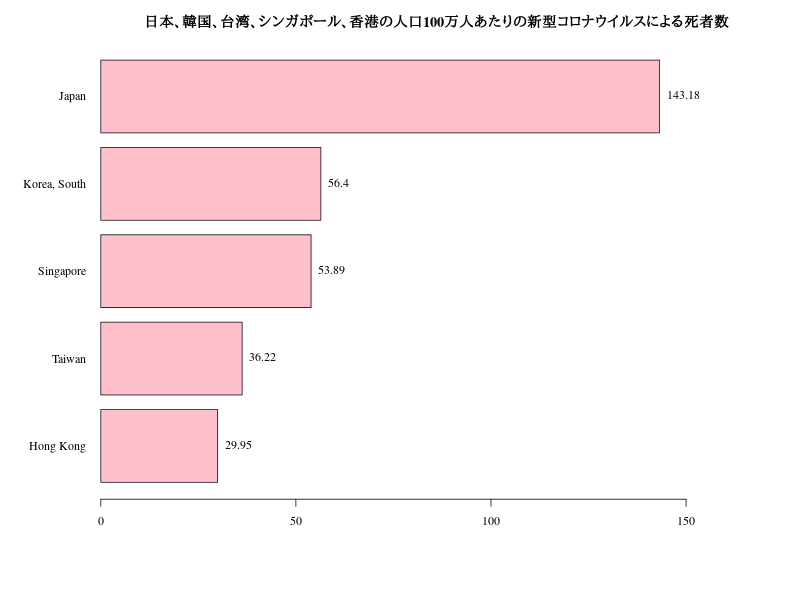 日本、韓国、台湾、シンガポール、香港の人口100万人あたりの新型コロナウイルスによる死者数
Japan 143.18
Korea, South 56.4
Singapore 53.89
Taiwan 36.22
Hong Kong 29.95
0 50 100 150